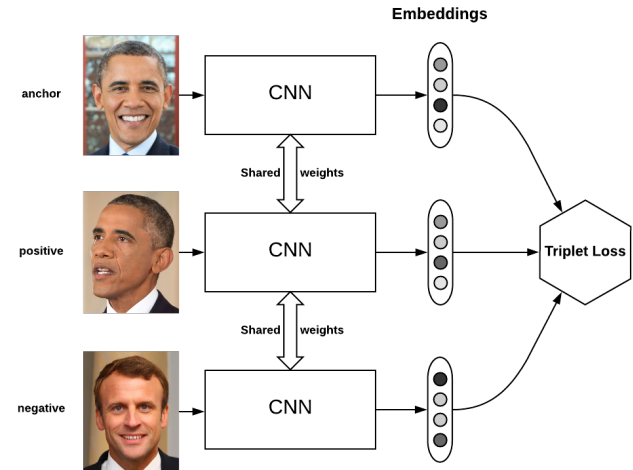 Embeddings
anchor
CNN
Shared weights
positive
CNN
Triplet Loss
Shared weights
negative
CNN